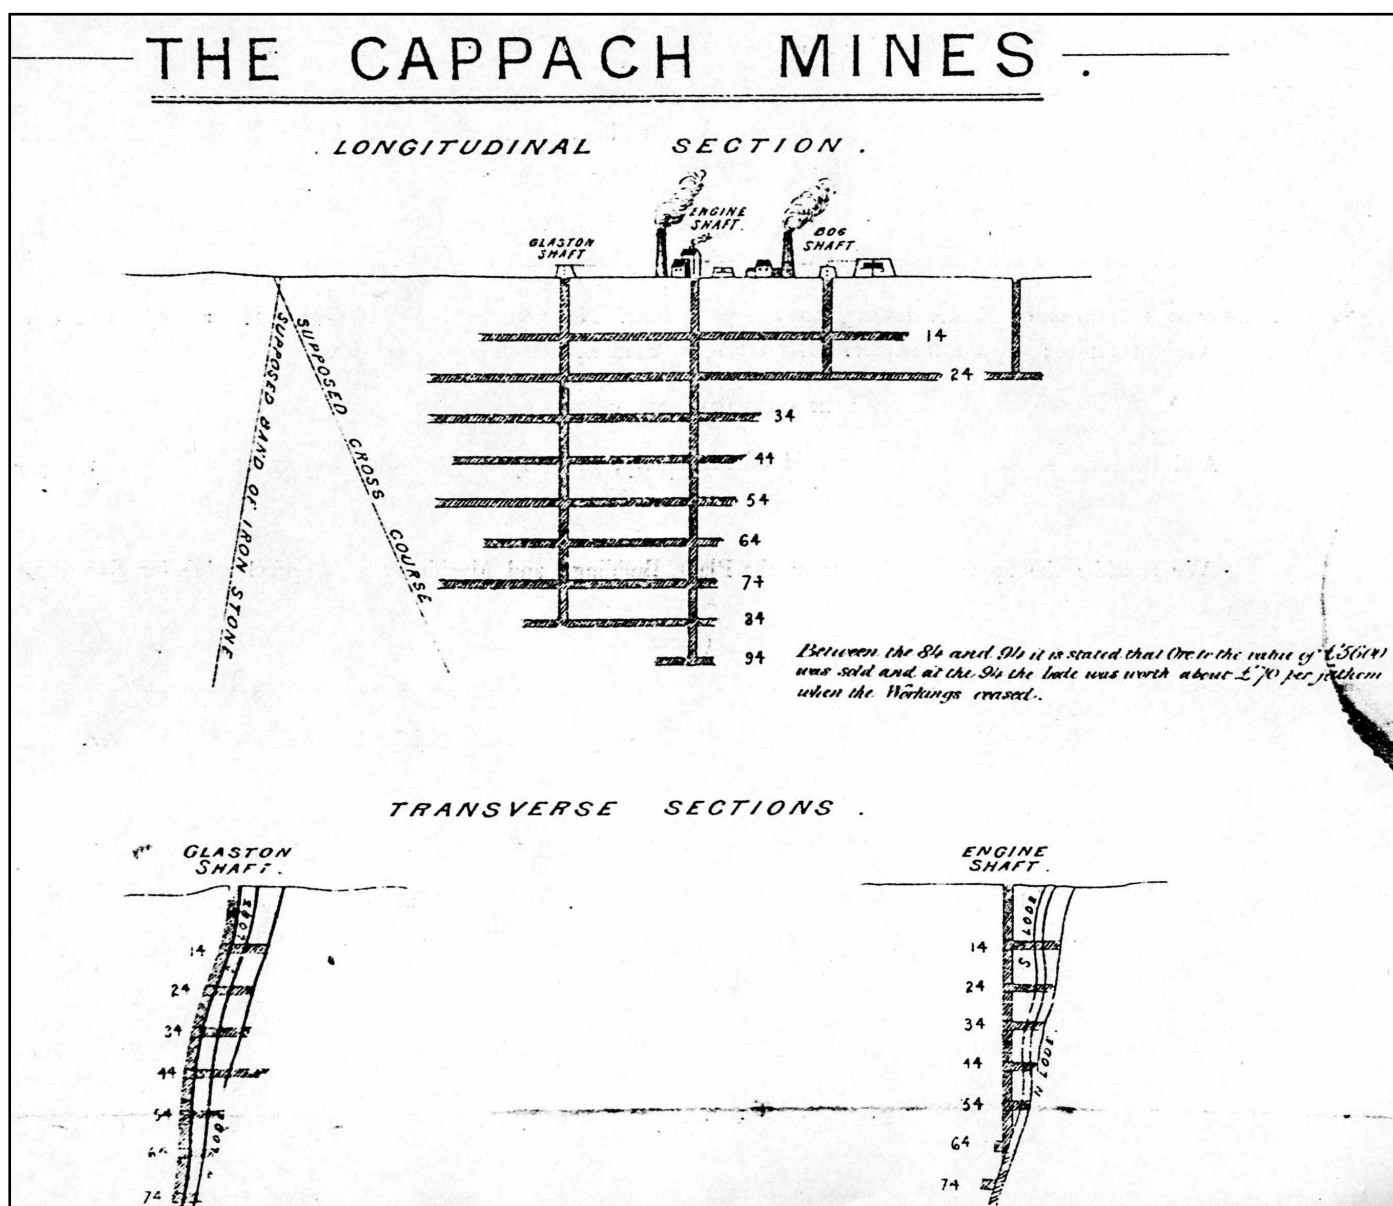 THE CAPPACH MINES.
LONGITUDINAL SECTION.
ENGINE
SHAFT.
GLASTON
SHAFT
BOG
SHAFT.
14
24
34
44
54
64
74
84
94
SUPPOSED BAND OF IRON STONE
SUPPOSED CROSS COURSE
Between the 84 and 94 it is stated that Ore to the value of
was sold and at the 94 the lode was worth about £70 per fathom
when the Workings ceased.
TRANSVERSE SECTIONS.
GLASTON
SHAFT.
LODE
14
24
34
44
54
64
74
LODE
ENGINE
SHAFT.
S LODE
14
24
34
44
54
64
74
N LODE.